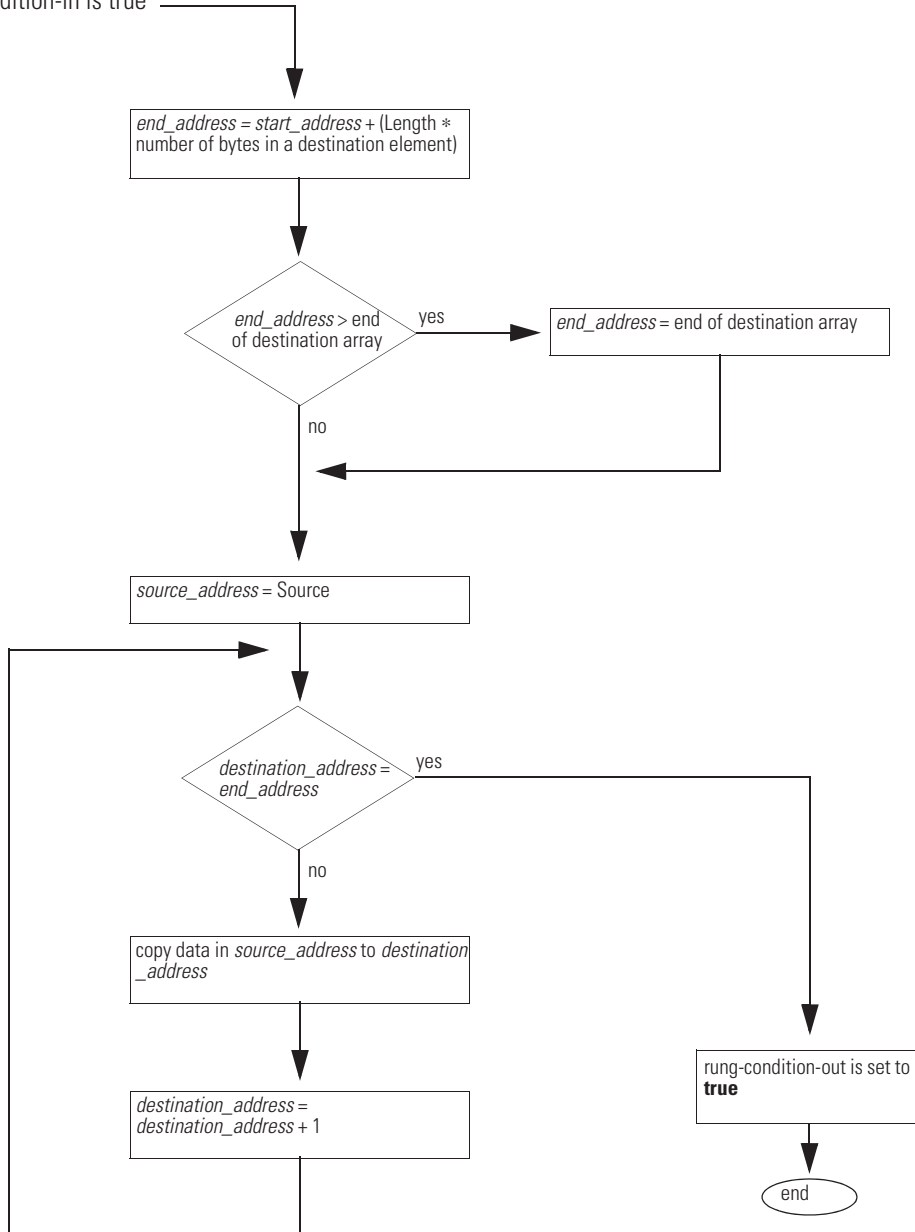 is true
end_address = start_address + (Length *
number of bytes in a destination element)
end_address > end
of destination array
yes
end_address = end of destination array
no
source_address = Source
destination_address =
end_address
yes
no
copy data in source_address to destination
_address
destination_address =
destination_address + 1
rung-condition-out is set to
true
end